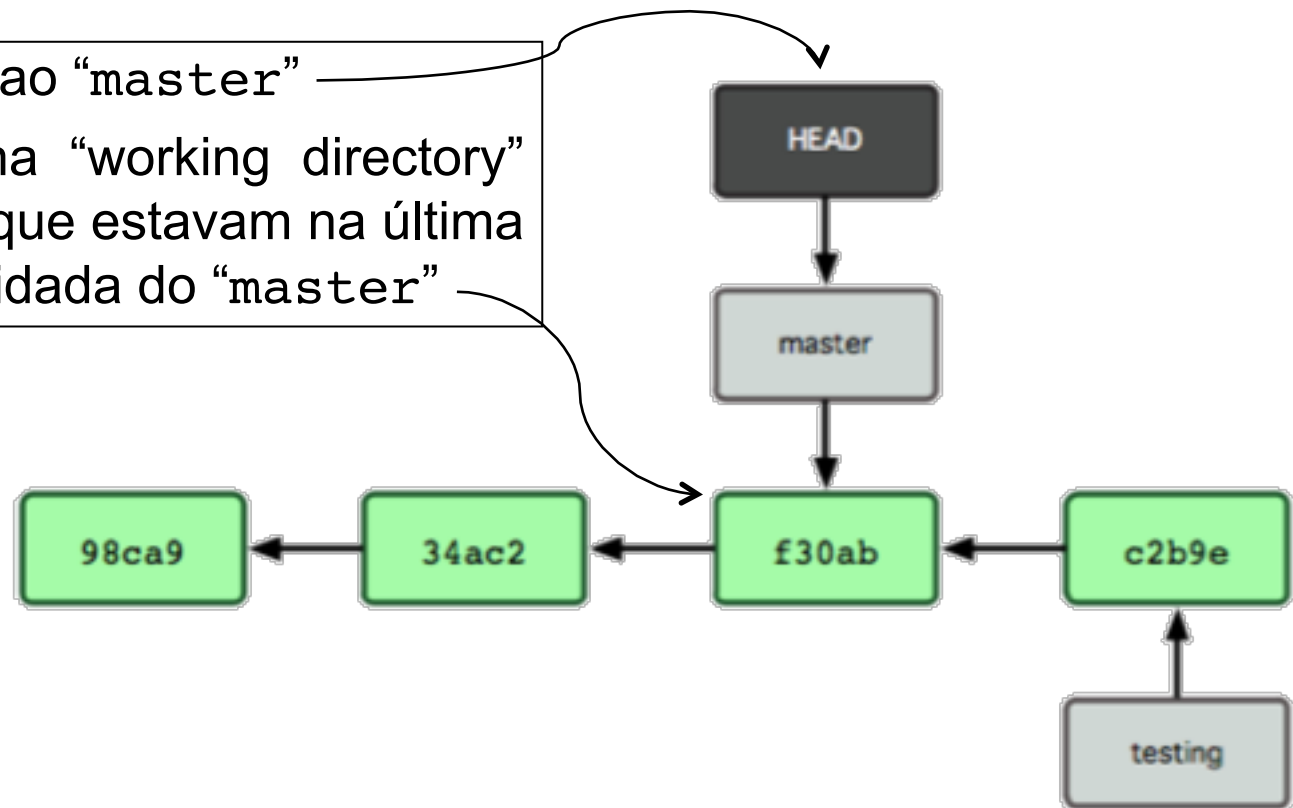 ao “master”
na “working directory”
que estavam na última
idada do “master”
HEAD
master
98ca9
34ac2
f30ab
c2b9e
testing